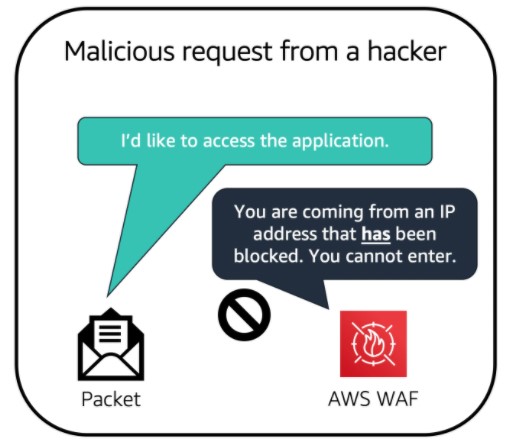 Malicious request from a hacker
I'd like to access the application.
You are coming from an IP
address that has been
blocked. You cannot enter.
Packet
AWS WAF